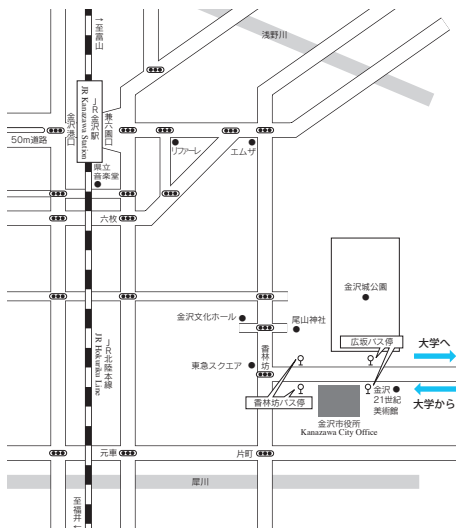 ↑至富山
浅野川
JR金沢駅
JR Kanazawa Station
金沢港口
兼六園口
50m道路
リファーレ
エムザ
県立
音楽堂
六枚
金沢城公園
金沢文化ホール
尾山神社
広坂バス停
大学へ
香林坊
JR北陸本線
JR Hokuriku Line
東急スクエア
香林坊バス停
金沢
21世紀
美術館
大学から
金沢市役所
Kanazawa City Office
元車
片町
犀川
至福井↓